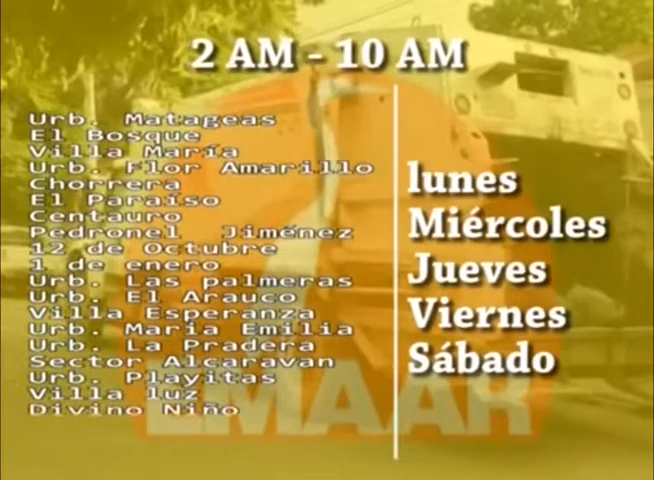 2 AM - 10 AM
Urb. Matageas
El Bosque
Villa María
Urb. Flor Amarillo
Chorrera
El Paraíso
Centauro
Pedronel Jiménez
12 de Octubre
1 de enero
Urb. Las palmeras
Urb. El Arauco
Villa Esperanza
Urb. Maria Emilia
Urb. La Pradera
Sector Alcaravan
Urb. Playitas
Villa luz
Divino Niño
lunes
Miércoles
Jueves
Viernes
Sábado
EMAAR